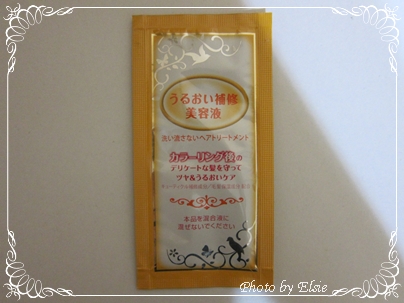 うるおい補修
美容液
洗い流さないヘアトリートメント
カラーリング後の
デリケートな髪を守って
ツヤ&うるおいケア
本品を混合液に
混ぜないでください
Photo by Elsie